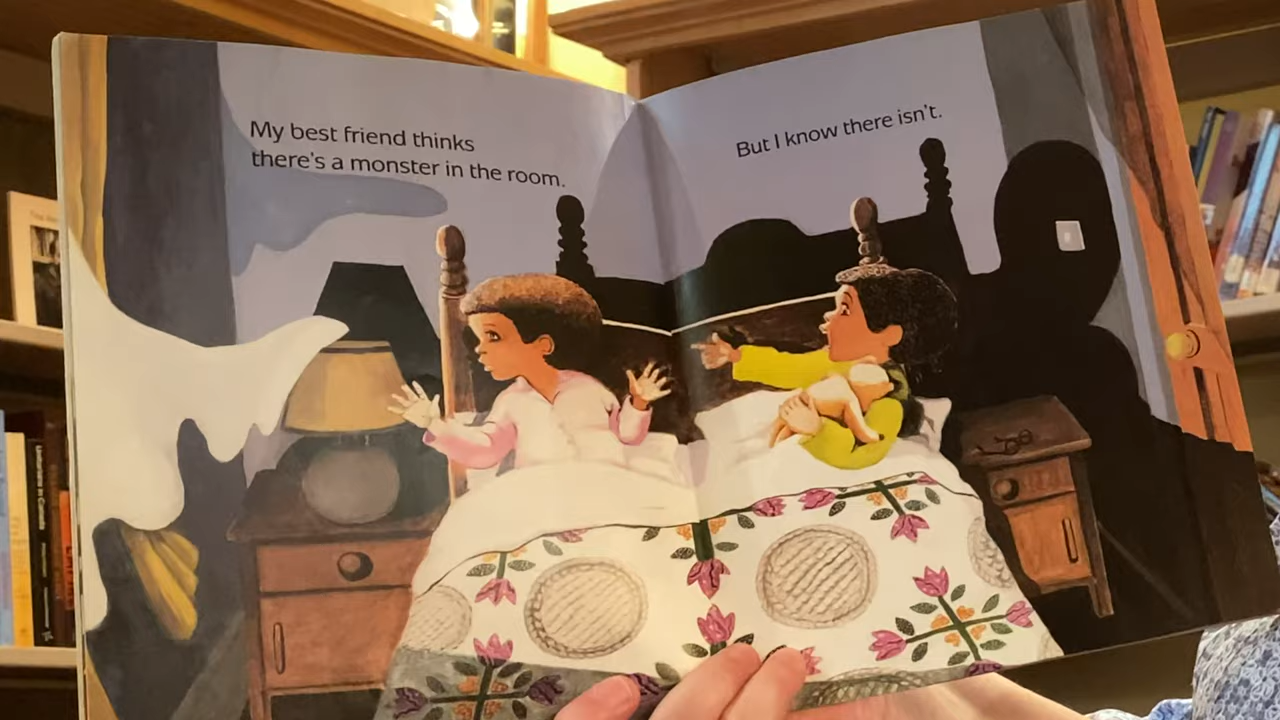 My best friend thinks
there's a monster in the room.
But I know there isn't.